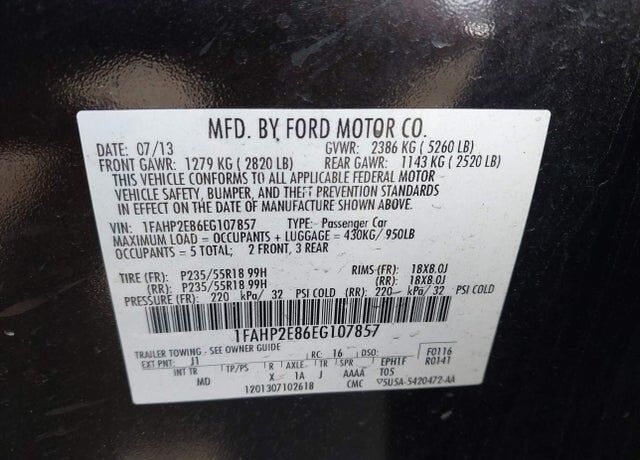 MFD. BY FORD MOTOR CO.
DATE: 07/13 GVWR: 2386 KG ( 5260 LB)
FRONT GAWR: 1279 KG ( 2820 LB) REAR GAWR: 1143 KG ( 2520 LB)
THIS VEHICLE CONFORMS TO ALL APPLICABLE FEDERAL MOTOR
VEHICLE SAFETY, BUMPER, AND THEFT PREVENTION STANDARDS
IN EFFECT ON THE DATE OF MANUFACTURE SHOWN ABOVE.
VIN: 1FAHP2E86EG107857 TYPE: Passenger Car
MAXIMUM LOAD = OCCUPANTS + LUGGAGE = 430KG/ 950LB
OCCUPANTS = 5 TOTAL; 2 FRONT, 3 REAR
TIRE (FR): P235/55R18 99H RIMS(FR): 18X8.0J
(RR): P235/55R18 99H (RR): 18X8.0J
PRESSURE (FR): 220 kPa/ 32 PSI COLD (RR): 220 kPa/ 32 PSI COLD
1FAHP2E86EG107857
TRAILER TOWING - SEE OWNER GUIDE
EXT PNT: J1 RC: 16 DSO: F0116
INT TR TP/PS R AXLE TR SPR EPH1F R0141
MD X 1A J AAAA T05
1201307102618 CMC 5U5A-5420472-AA